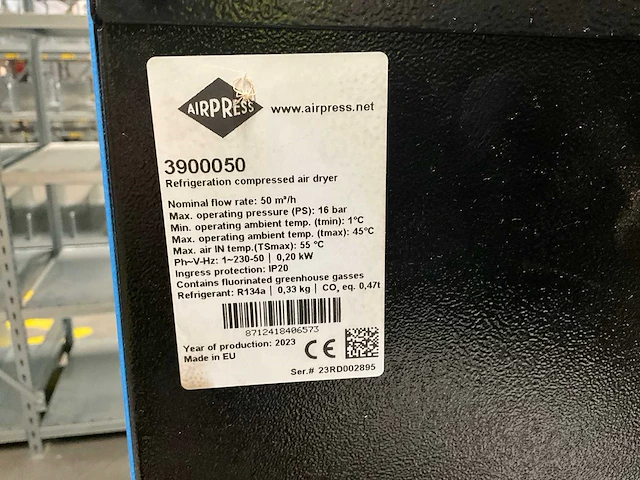 AIRPRESS
www.airpress.net
3900050
Refrigeration compressed air dryer
Nominal flow rate: 50 m³/h
Max. operating pressure (PS): 16 bar
Min. operating ambient temp. (tmin): 1°C
Max. operating ambient temp. (tmax): 45°C
Max. air IN temp.(TSmax): 55 °C
Ph~V-Hz: 1~230-50 | 0,20 kW
Ingress protection: IP20
Contains fluorinated greenhouse gasses
Refrigerant: R134a | 0,33 kg | CO₂ eq. 0,47t
8712418406573
Year of production: 2023
Made in EU
CE
Ser.# 23RD002895